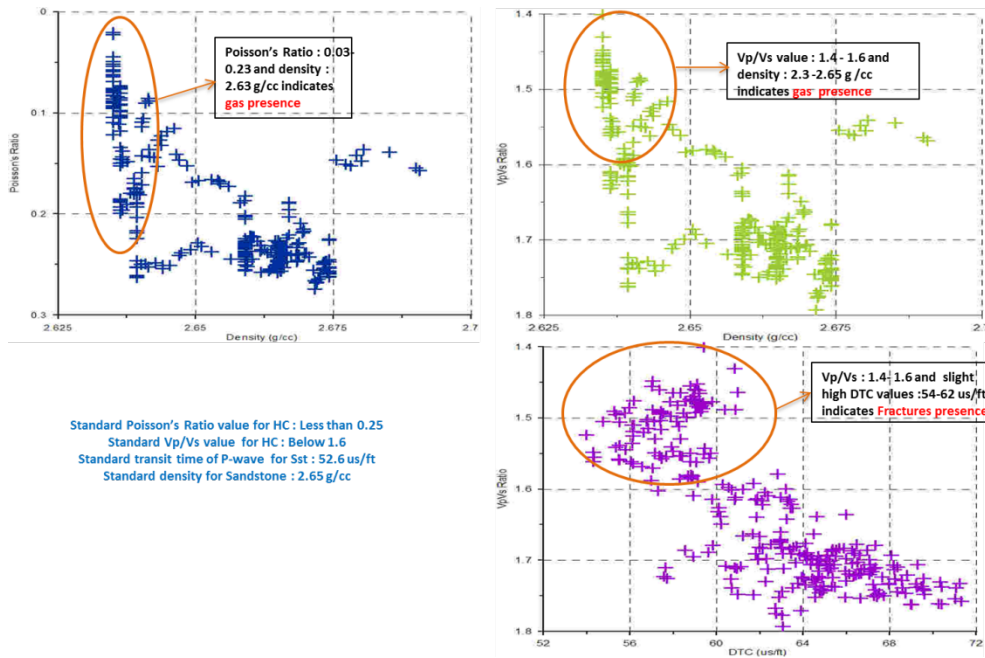 0
0.1
0.2
0.3
Poisson's Ratio
2.625
2.65
2.675
2.7
Density (g/cc)
Poisson's Ratio : 0.03-
0.23 and density :
2.63 g/cc indicates
gas presence
1.4
1.5
1.6
1.7
1.8
VpVs Ratio
2.625
2.65
2.675
2.7
Density (g/cc)
Vp/Vs value : 1.4 - 1.6 and
density : 2.3 -2.65 g /cc
indicates gas presence
Standard Poisson's Ratio value for HC : Less than 0.25
Standard Vp/Vs value for HC : Below 1.6
Standard transit time of P-wave for Sst : 52.6 us/ft
Standard density for Sandstone : 2.65 g/cc
1.4
1.5
1.6
1.7
1.8
VpVs Ratio
52
56
60
64
68
72
DTC (us/ft)
Vp/Vs : 1.4- 1.6 and slight
high DTC values :54-62 us/ft
indicates Fractures presence